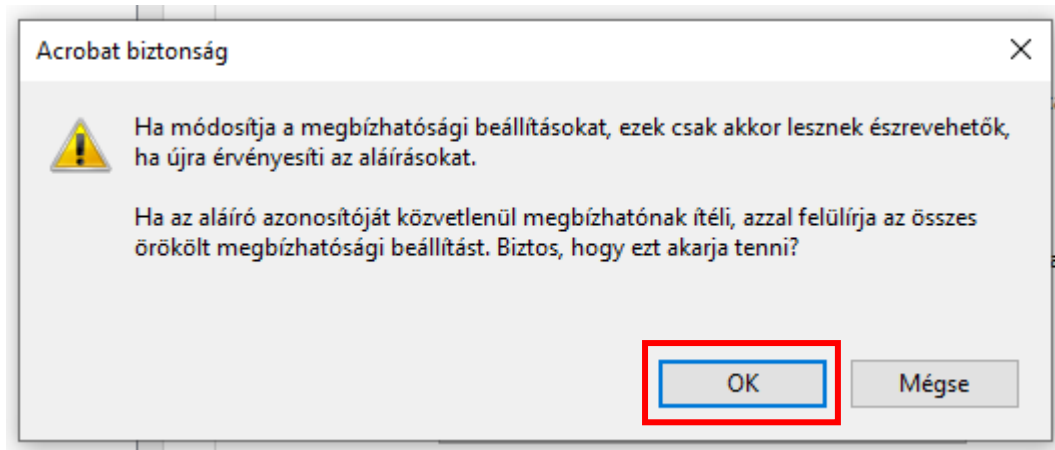 Acrobat biztonság
Ha módosítja a megbízhatósági beállításokat, ezek csak akkor lesznek észrevehetők,
ha újra érvényesíti az aláírásokat.
Ha az aláíró azonosítóját közvetlenül megbízhatónak ítéli, azzal felülírja az összes
örökölt megbízhatósági beállítást. Biztos, hogy ezt akarja tenni?
OK
Mégse